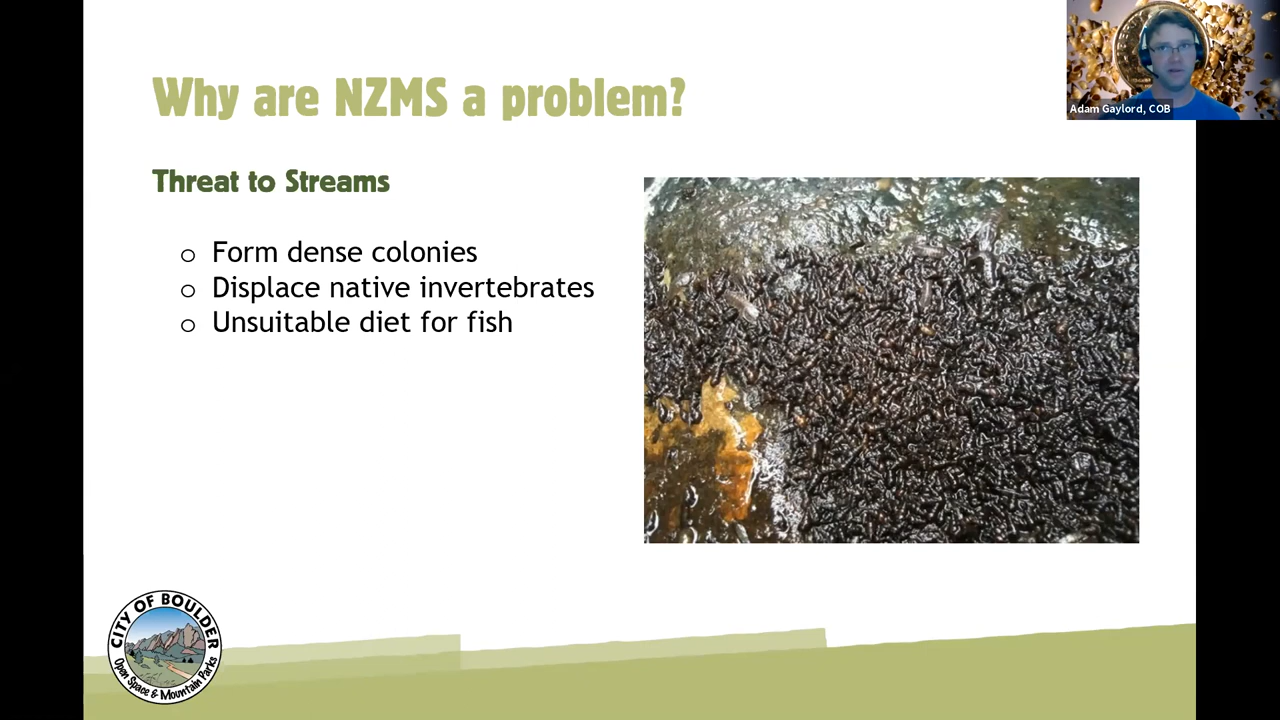 Why are NZMS a problem?
Adam Gaylord, COB
Threat to Streams
o Form dense colonies
o Displace native invertebrates
o Unsuitable diet for fish
CITY OF BOULDER
Open Space & Mountain Parks